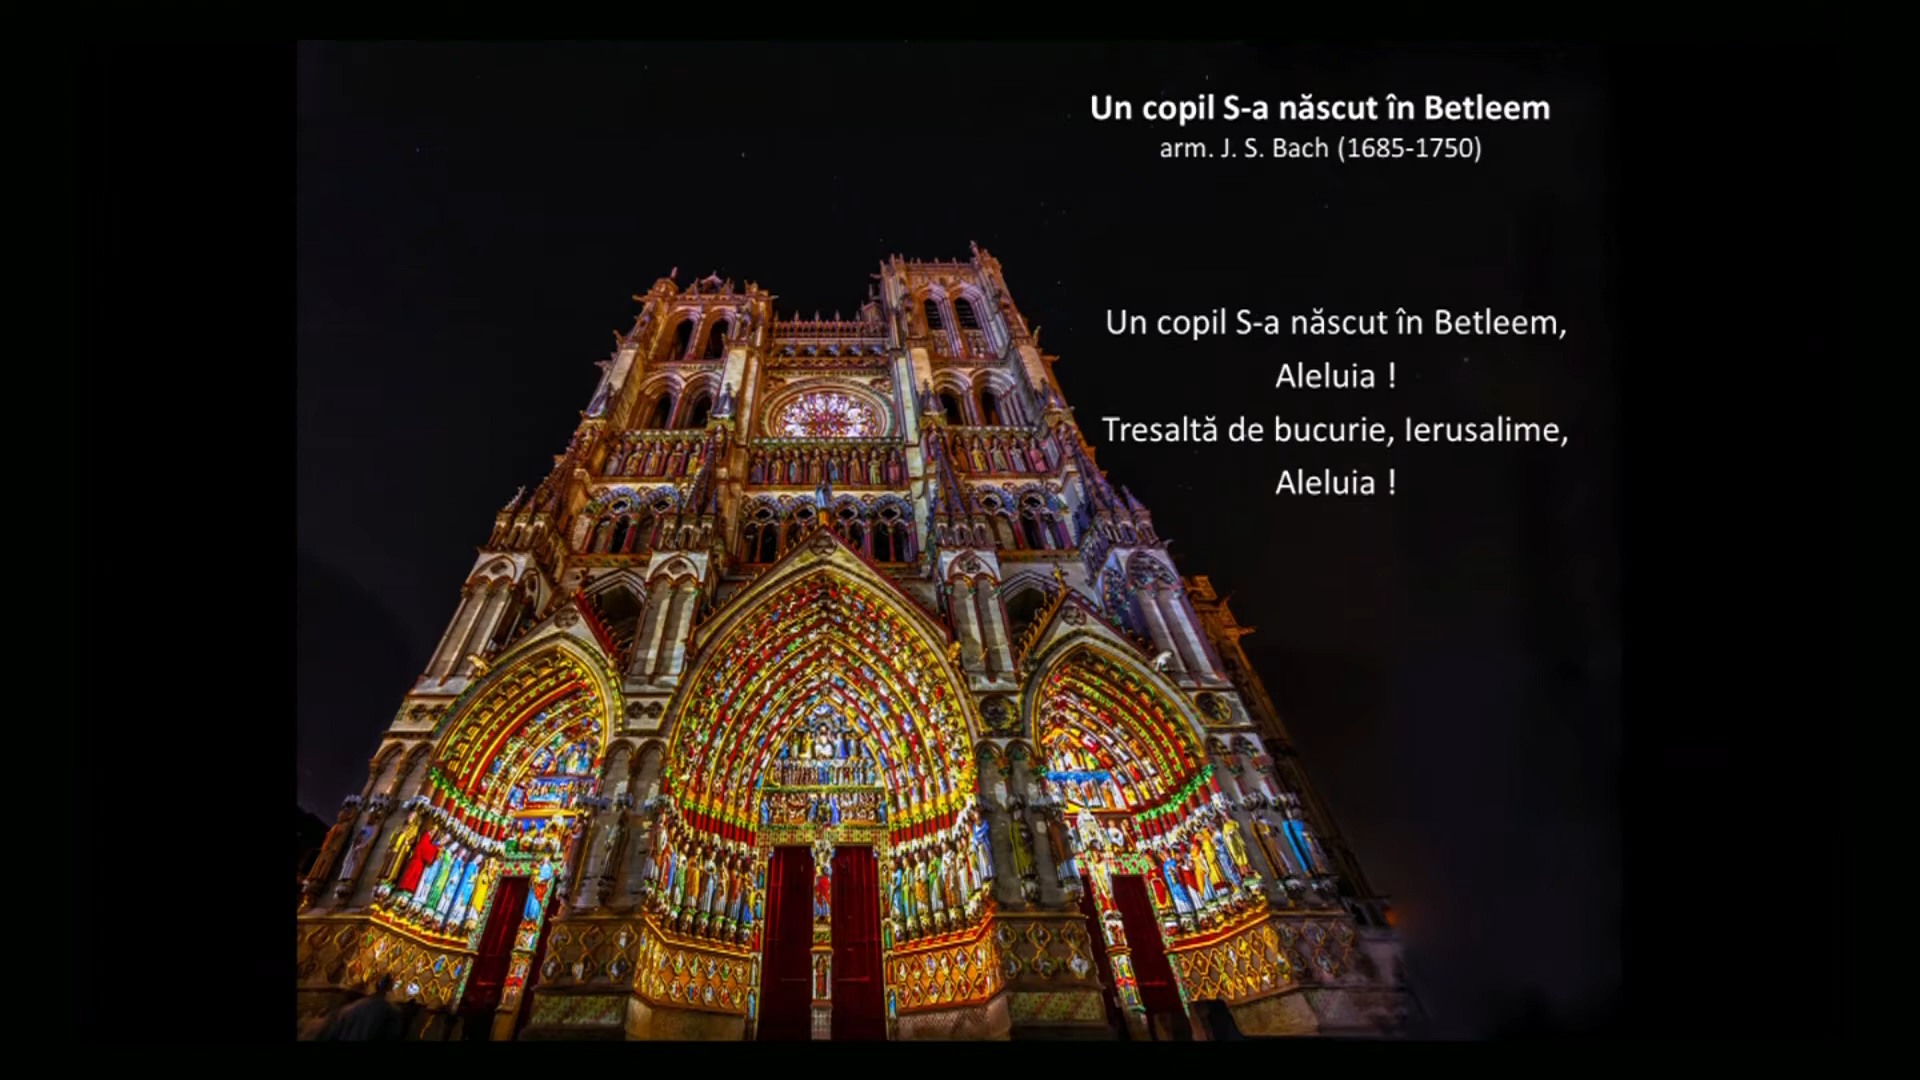 Un copil S-a născut în Betleem
arm. J. S. Bach (1685-1750)
Un copil S-a născut în Betleem,
Aleluia !
Tresaltă de bucurie, Ierusalime,
Aleluia !